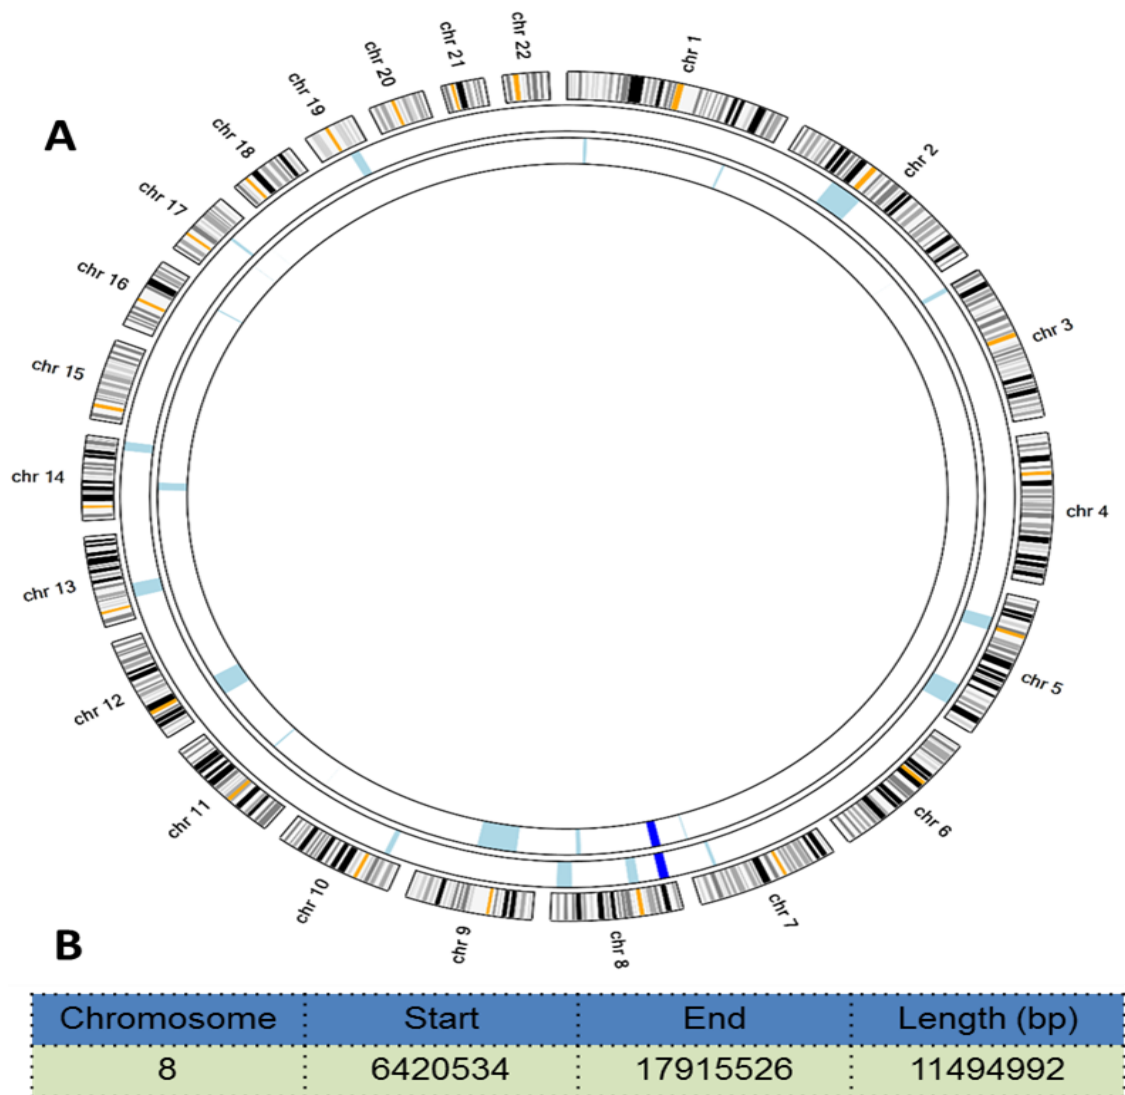 A
chr 1
chr 2
chr 3
chr 4
chr 5
chr 6
chr 7
chr 8
chr 9
chr 10
chr 11
chr 12
chr 13
chr 14
chr 15
chr 16
chr 17
chr 18
chr 19
chr 20
chr 21
chr 22
B
Chromosome Start End Length (bp)
8 6420534 17915526 11494992